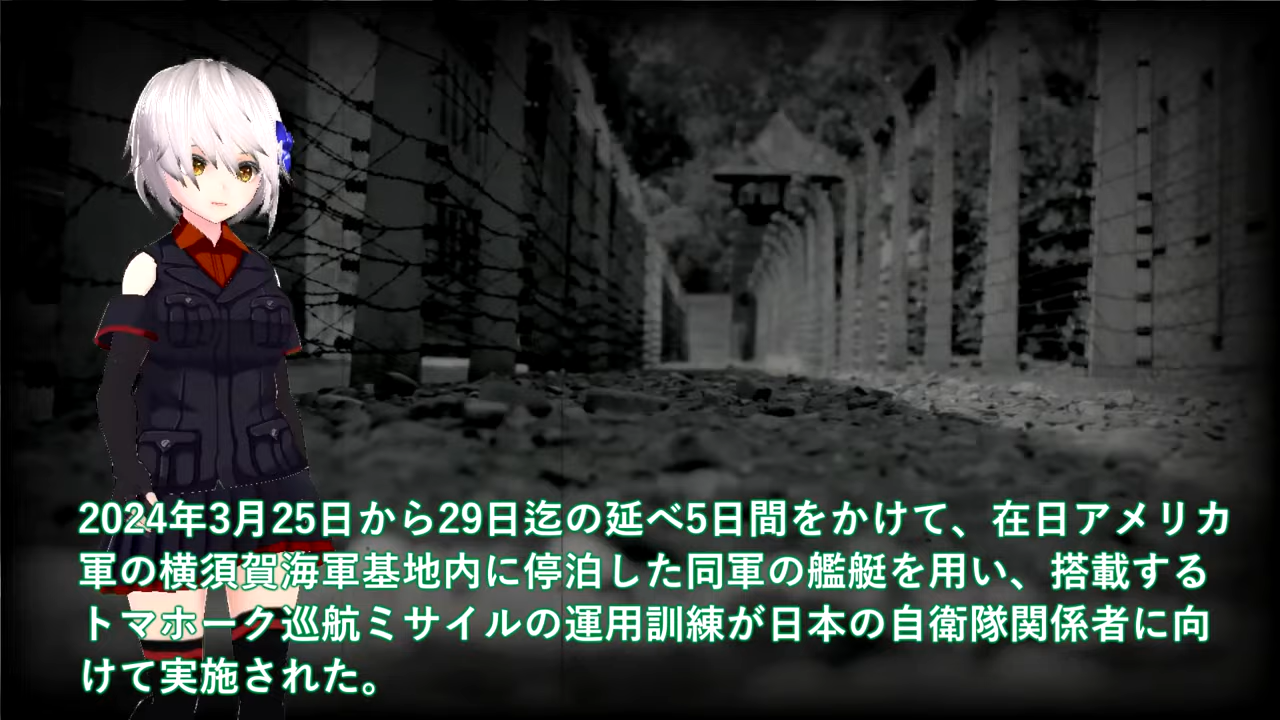 2024年3月25日から29日迄の延べ5日間をかけて、在日アメリカ
軍の横須賀海軍基地内に停泊した同軍の艦艇を用い、搭載する
トマホーク巡航ミサイルの運用訓練が日本の自衛隊関係者に向
けて実施された。